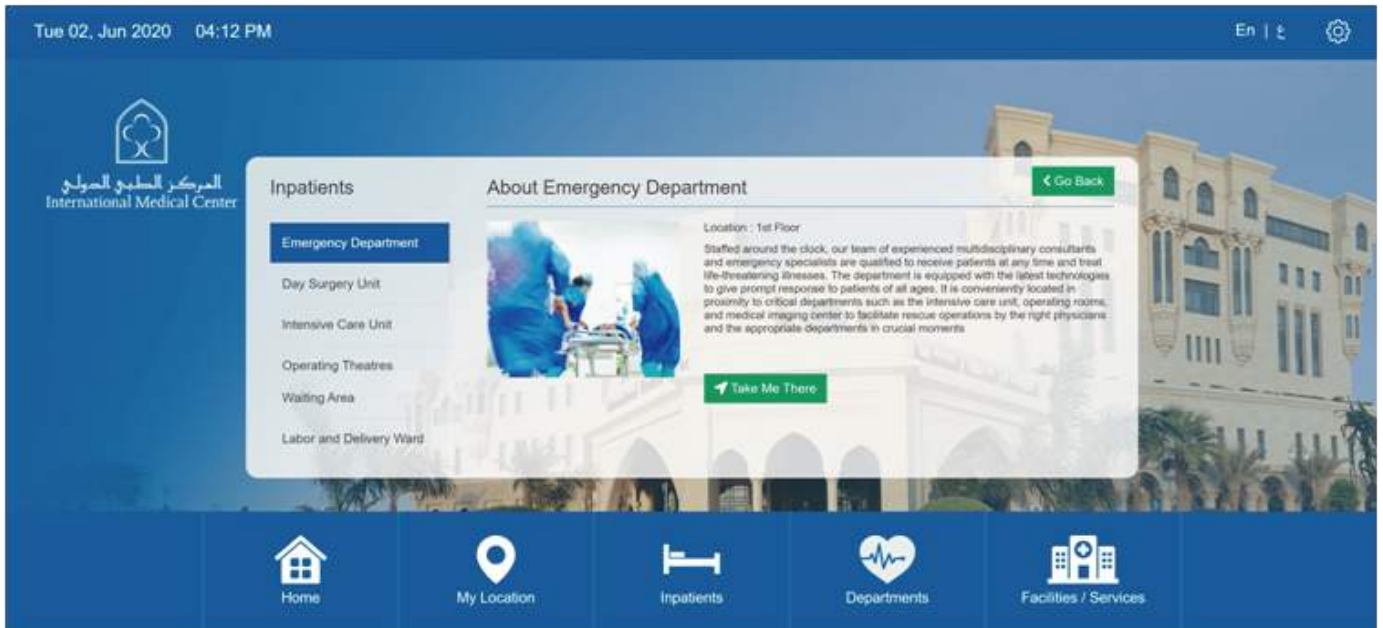 Tue 02, Jun 2020 04:12 PM
En | ع
المركز الطبي الدولي
International Medical Center
Inpatients
Emergency Department
Day Surgery Unit
Intensive Care Unit
Operating Theatres
Waiting Area
Labor and Delivery Ward
About Emergency Department
Go Back
Location : 1st Floor
Staffed around the clock, our team of experienced multidisciplinary consultants
and emergency specialists are qualified to receive patients at any time and treat
life-threatening illnesses. The department is equipped with the latest technologies
to give prompt response to patients of all ages. It is conveniently located in
proximity to critical departments such as the intensive care unit, operating rooms,
and medical imaging center to facilitate rescue operations by the right physicians
and the appropriate departments in crucial moments
Take Me There
Home
My Location
Inpatients
Departments
Facilities / Services